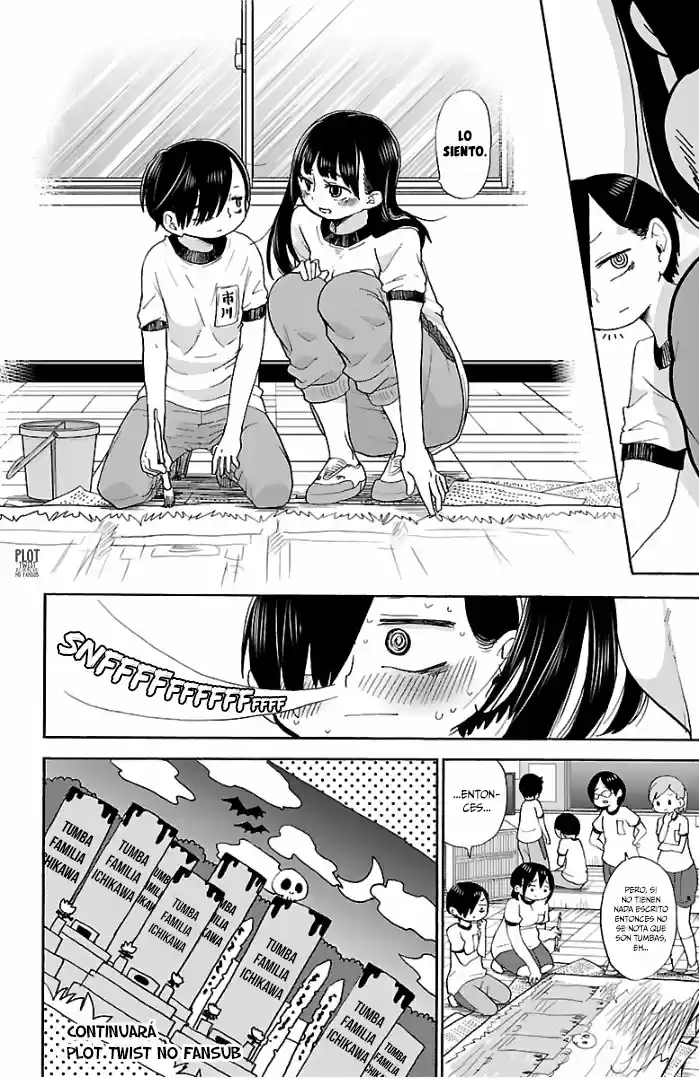 LO
SIENTO.
市川
PLOT
TWIST
NO FANSUB
SNFFFFFFFFFFFFFFF
...ENTON-
CES...
PERO, SI
NO TIENEN
NADA ESCRITO
ENTONCES
NO SE NOTA QUE
SON TUMBAS,
EH...
TUMBA
FAMILIA
ICHIKAWA
TUMBA
FAMILIA
ICHIKAWA
TUMBA
FAMILIA
ICHIKAWA
TUMBA
FAMILIA
ICHIKAWA
TUMBA
FAMILIA
ICHIKAWA
TUMBA
FAMILIA
CONTINUARÁ
PLOT TWIST NO FANSUB